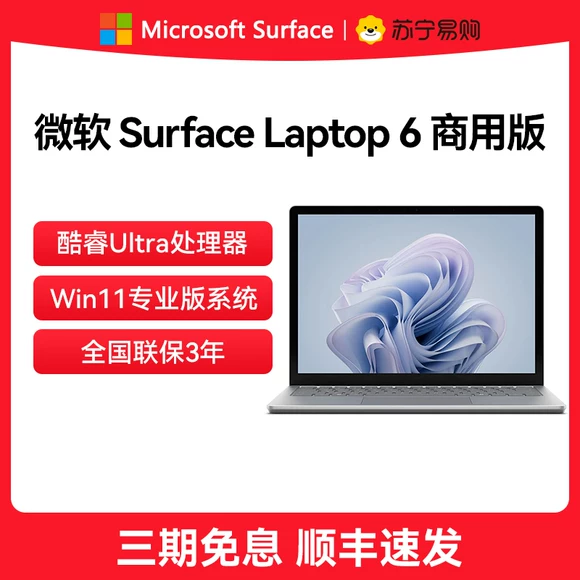 Microsoft Surface 苏宁易购
微软 Surface Laptop 6 商用版
酷睿Ultra处理器
Win11专业版系统
全国联保3年
三期免息 顺丰速发